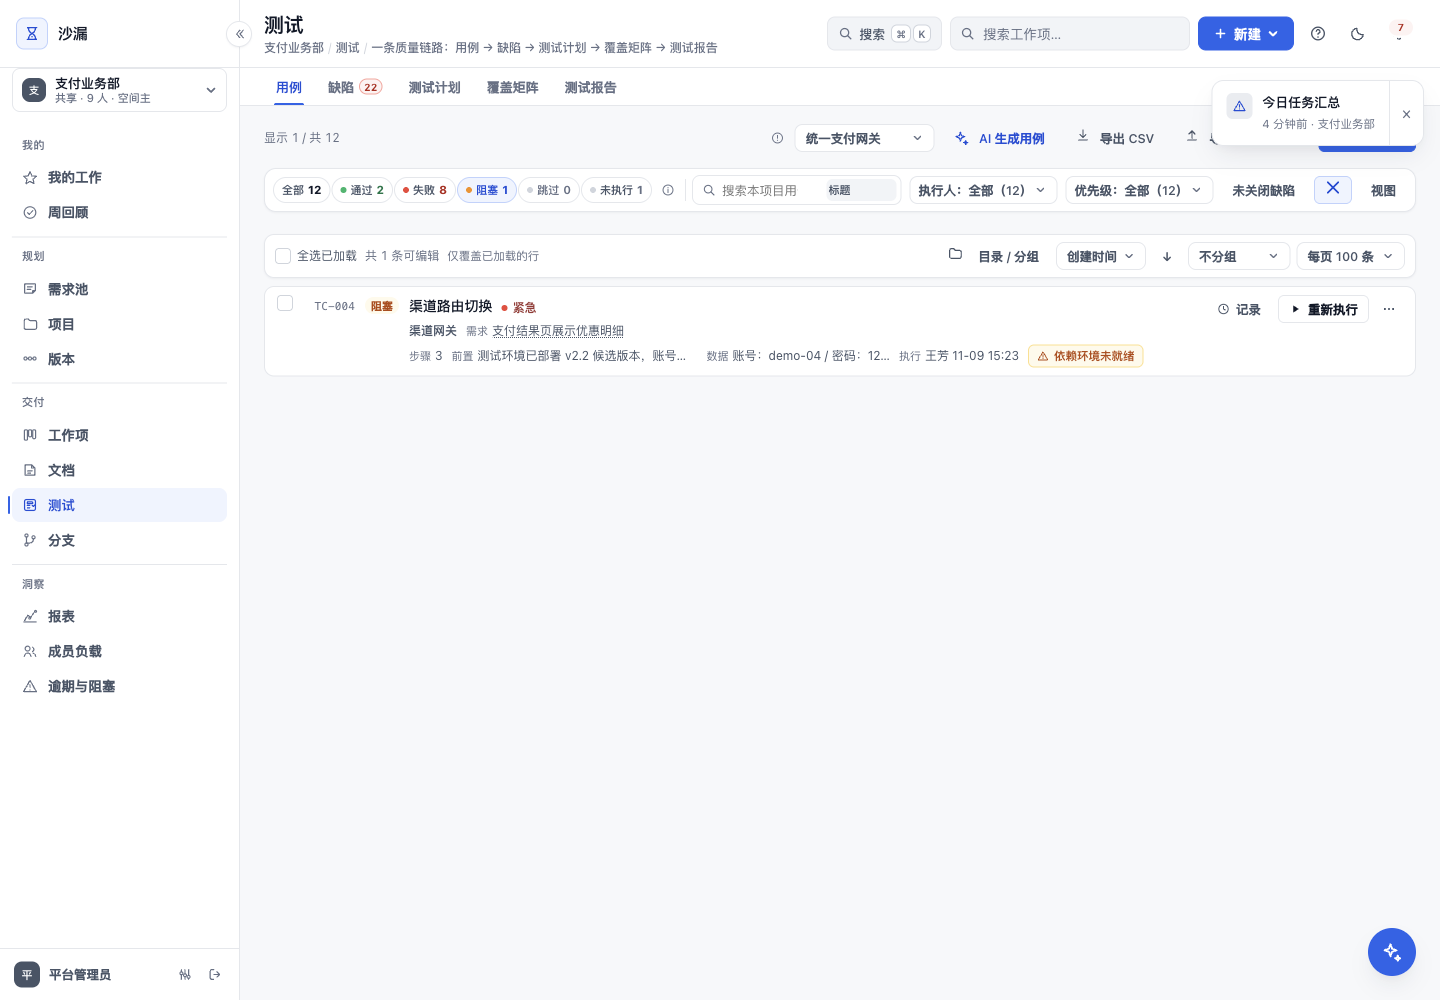 沙漏
支
支付业务部
共享 · 9 人 · 空间主
我的
我的工作
周回顾
规划
需求池
项目
版本
交付
工作项
文档
测试
分支
洞察
报表
成员负载
逾期与阻塞
平
平台管理员
测试
支付业务部 / 测试 / 一条质量链路：用例 → 缺陷 → 测试计划 → 覆盖矩阵 → 测试报告
搜索 ⌘ K
搜索工作项...
新建
7
用例
缺陷 22
测试计划
覆盖矩阵
测试报告
今日任务汇总
4 分钟前 · 支付业务部
显示 1 / 共 12
统一支付网关
AI 生成用例
导出 CSV
全部 12
通过 2
失败 8
阻塞 1
跳过 0
未执行 1
搜索本项目用
标题
执行人：全部（12）
优先级：全部（12）
未关闭缺陷
视图
全选已加载
共 1 条可编辑
仅覆盖已加载的行
目录 / 分组
创建时间
不分组
每页 100 条
TC-004
阻塞
渠道路由切换
紧急
记录
重新执行
渠道网关
需求 支付结果页展示优惠明细
步骤 3
前置 测试环境已部署 v2.2 候选版本，账号...
数据 账号：demo-04 / 密码：12...
执行 王芳 11-09 15:23
依赖环境未就绪